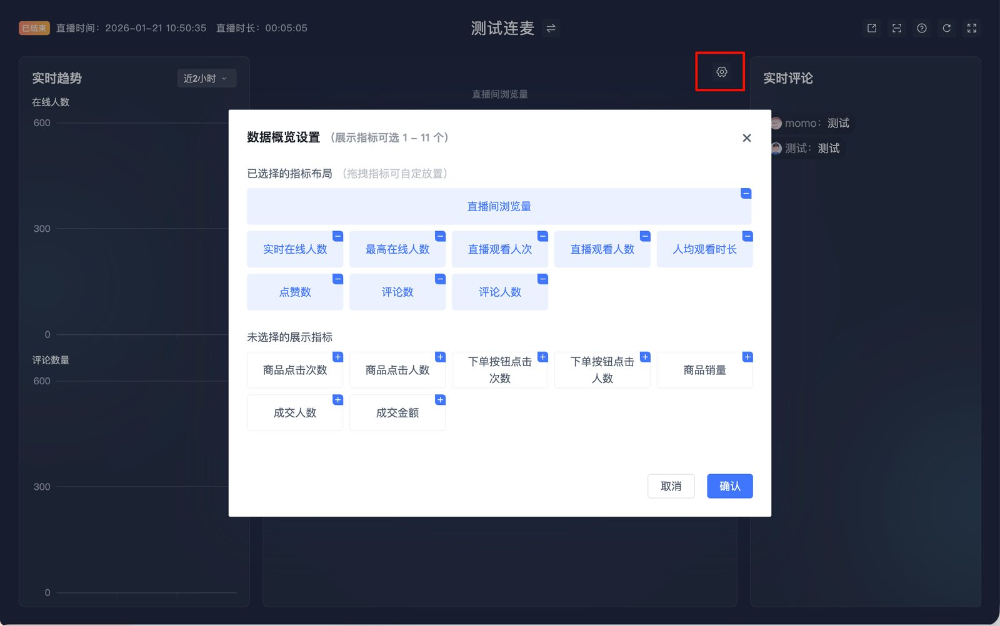 已结束 直播时间：2026-01-21 10:50:35 直播时长：00:05:05
测试连麦
实时趋势
近2小时
在线人数
600
300
0
评论数量
600
300
0
直播间浏览量
实时评论
momo：测试
测试：测试
数据概览设置 （展示指标可选 1 – 11 个）
已选择的指标布局 （拖拽指标可自定放置）
直播间浏览量
实时在线人数 最高在线人数 直播观看人次 直播观看人数 人均观看时长
点赞数 评论数 评论人数
未选择的展示指标
商品点击次数 商品点击人数 下单按钮点击次数 下单按钮点击人数 商品销量
成交人数 成交金额
取消 确认